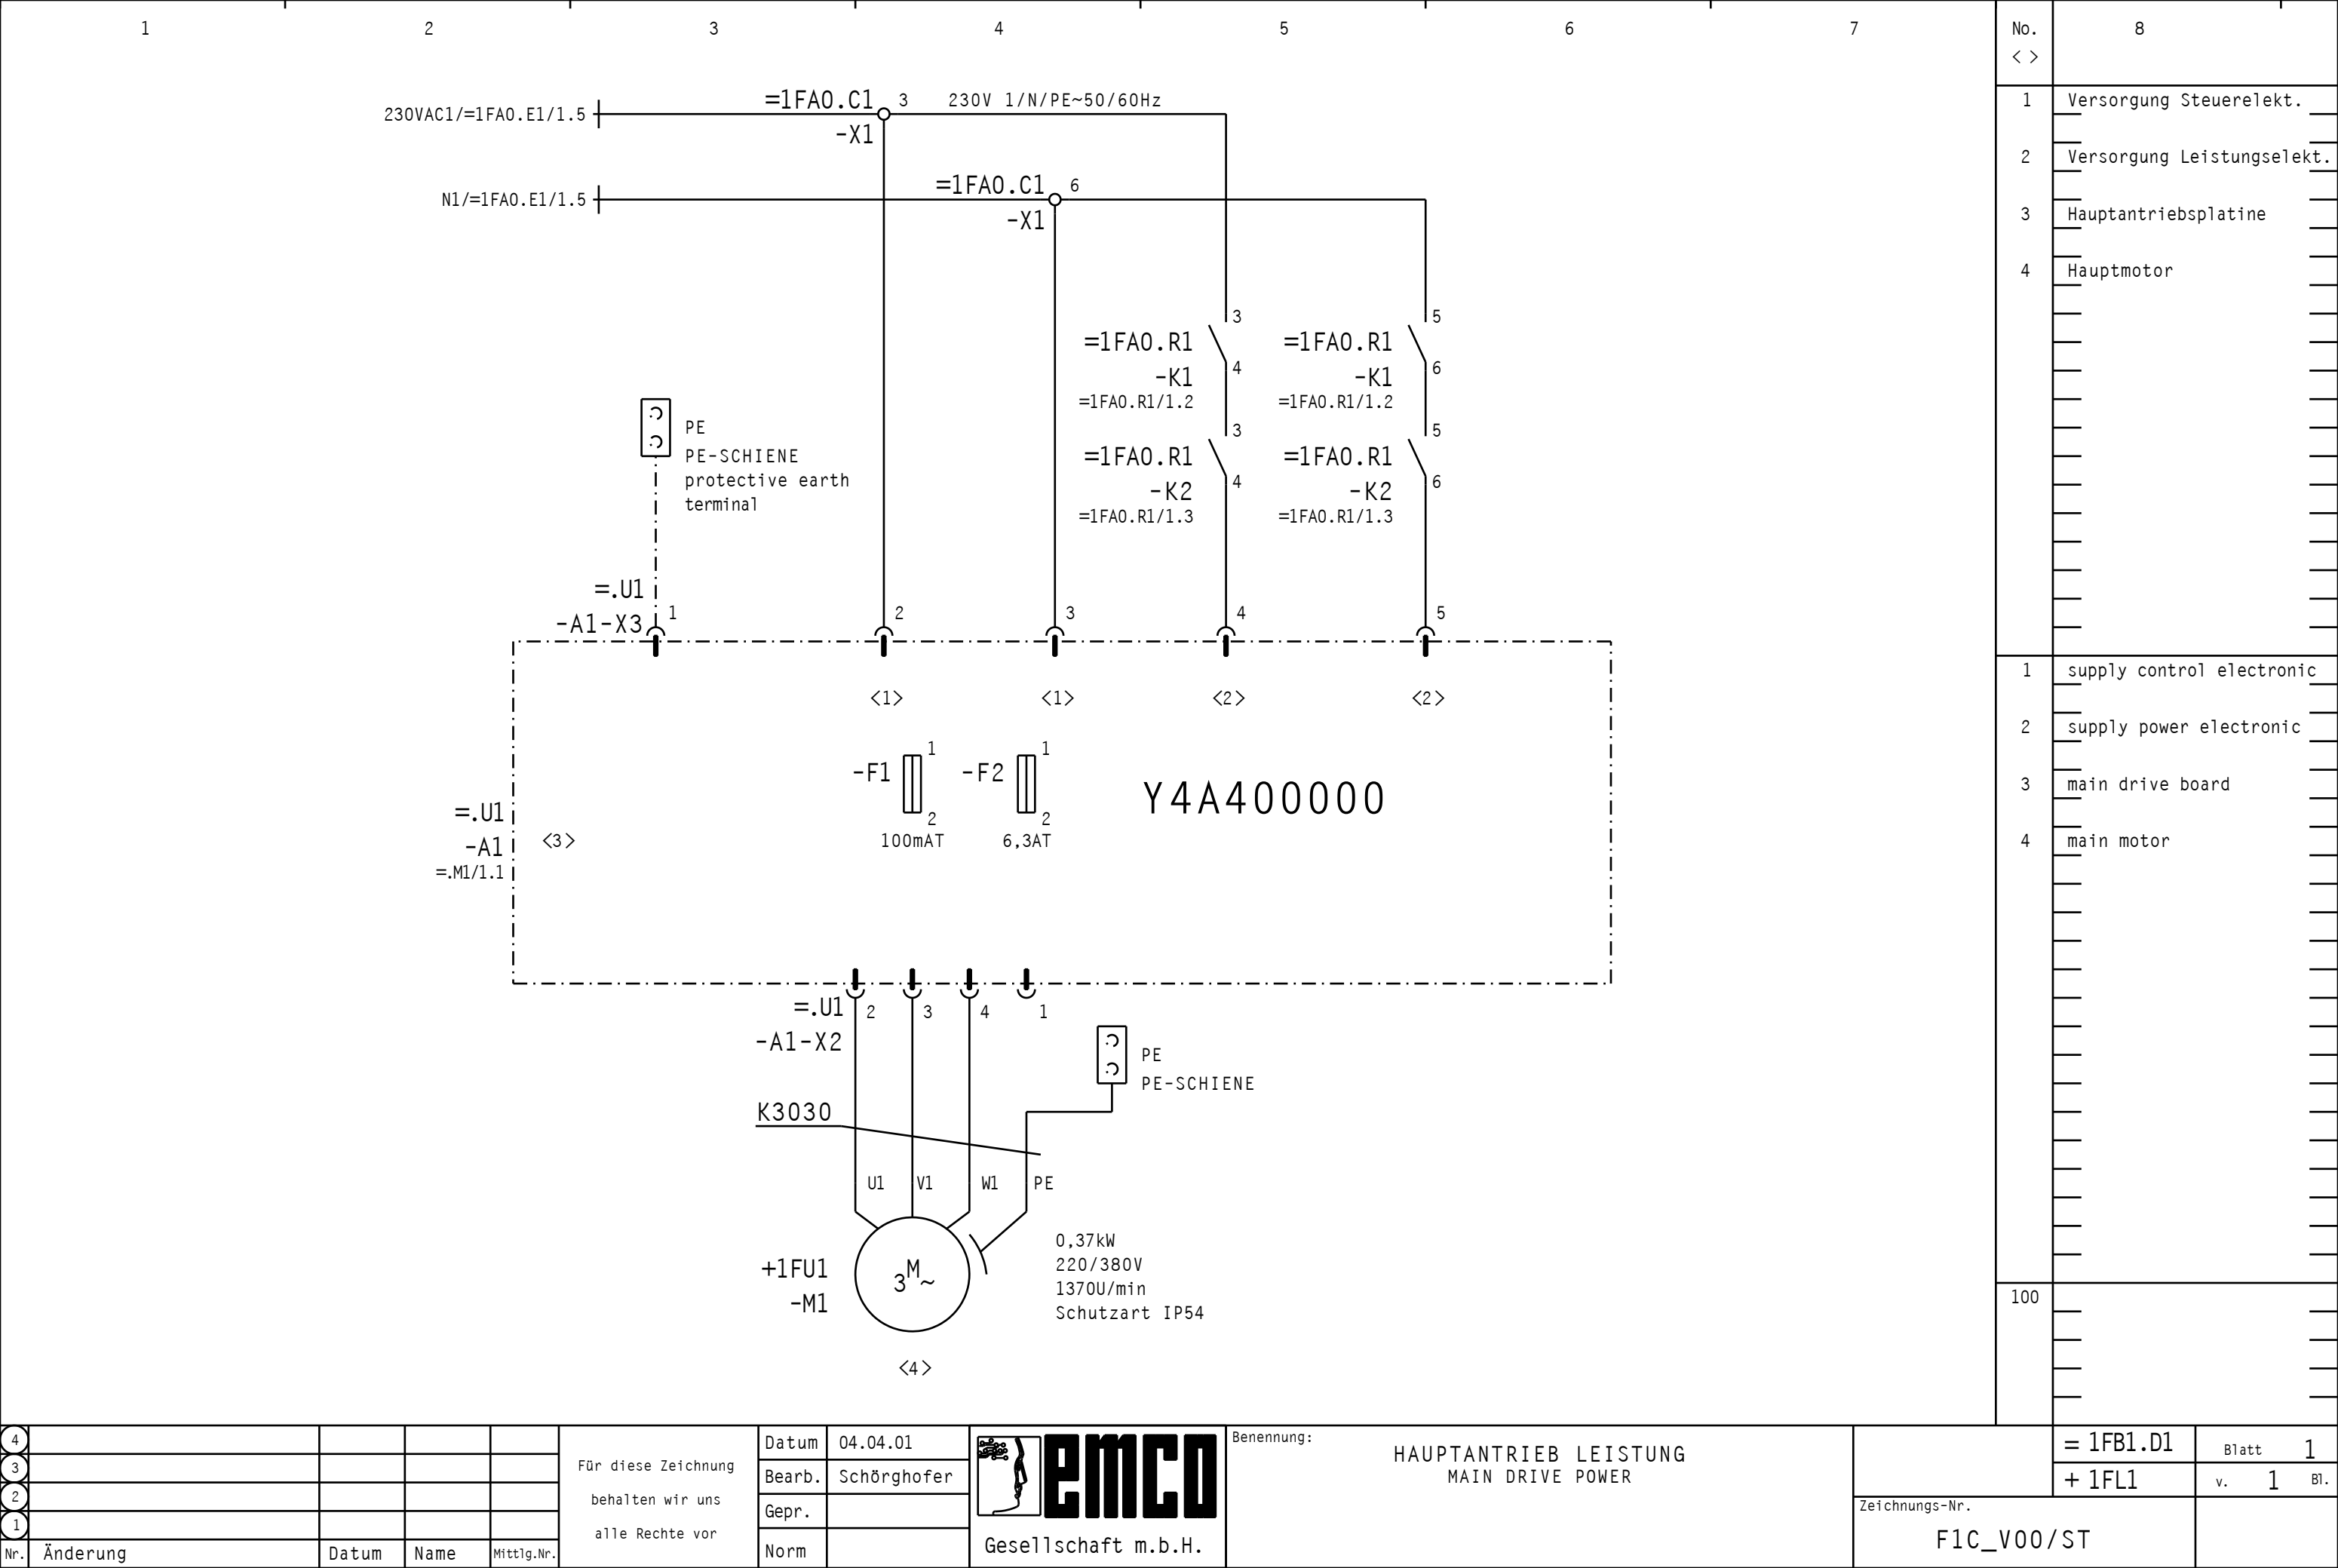 1 2 3 4 5 6 7 No. 8
< >
=1FA0.C1 3 230V 1/N/PE~50/60Hz
230VAC1/=1FA0.E1/1.5
-X1
=1FA0.C1 6
N1/=1FA0.E1/1.5
-X1
3 5
=1FA0.R1 =1FA0.R1
4 6
-K1 -K1
=1FA0.R1/1.2 =1FA0.R1/1.2
3 5
=1FA0.R1 =1FA0.R1
4 6
-K2 -K2
=1FA0.R1/1.3 =1FA0.R1/1.3
PE
PE-SCHIENE
protective earth
terminal
=.U1
-A1-X3 1 2 3 4 5
<1> <1> <2> <2>
1 1
-F1 -F2
2 2
100mAT 6,3AT
Y4A400000
=.U1
-A1
=.M1/1.1
<3>
=.U1 2 3 4 1
-A1-X2
PE
PE-SCHIENE
K3030
U1 V1 W1 PE
+1FU1
-M1
M
3 ~
0,37kW
220/380V
1370U/min
Schutzart IP54
<4>
1 Versorgung Steuerelekt.
2 Versorgung Leistungselekt.
3 Hauptantriebsplatine
4 Hauptmotor
1 supply control electronic
2 supply power electronic
3 main drive board
4 main motor
100
4
3
2
1
Nr. Änderung Datum Name Mittlg.Nr.
Für diese Zeichnung
behalten wir uns
alle Rechte vor
Datum 04.04.01
Bearb. Schörghofer
Gepr.
Norm
emco
Gesellschaft m.b.H.
Benennung:
HAUPTANTRIEB LEISTUNG
MAIN DRIVE POWER
= 1FB1.D1 Blatt 1
+ 1FL1 v. 1 Bl.
Zeichnungs-Nr.
F1C_V00/ST